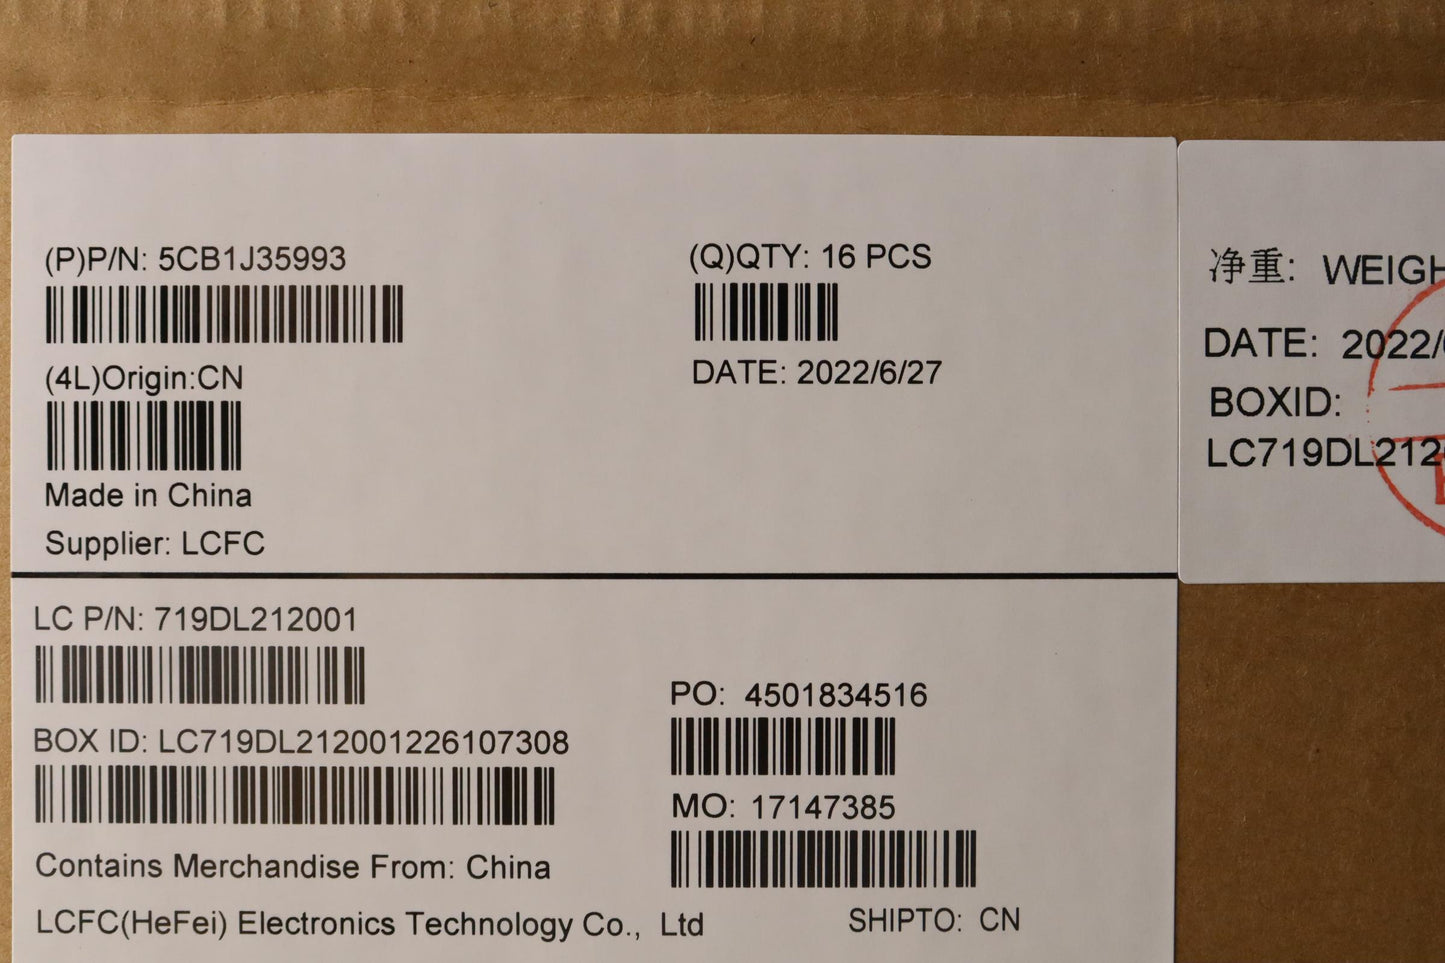 (P)P/N: 5CB1J35993
(Q)QTY: 16 PCS
DATE: 2022/6/27
(4L)Origin:CN
Made in China
Supplier: LCFC
LC P/N: 719DL212001
BOX ID: LC719DL212001226107308
PO: 4501834516
MO: 17147385
Contains Merchandise From: China
LCFC(HeFei) Electronics Technology Co., Ltd
SHIPTO: CN
净重: WEIGH
DATE: 2022/
BOXID:
LC719DL212